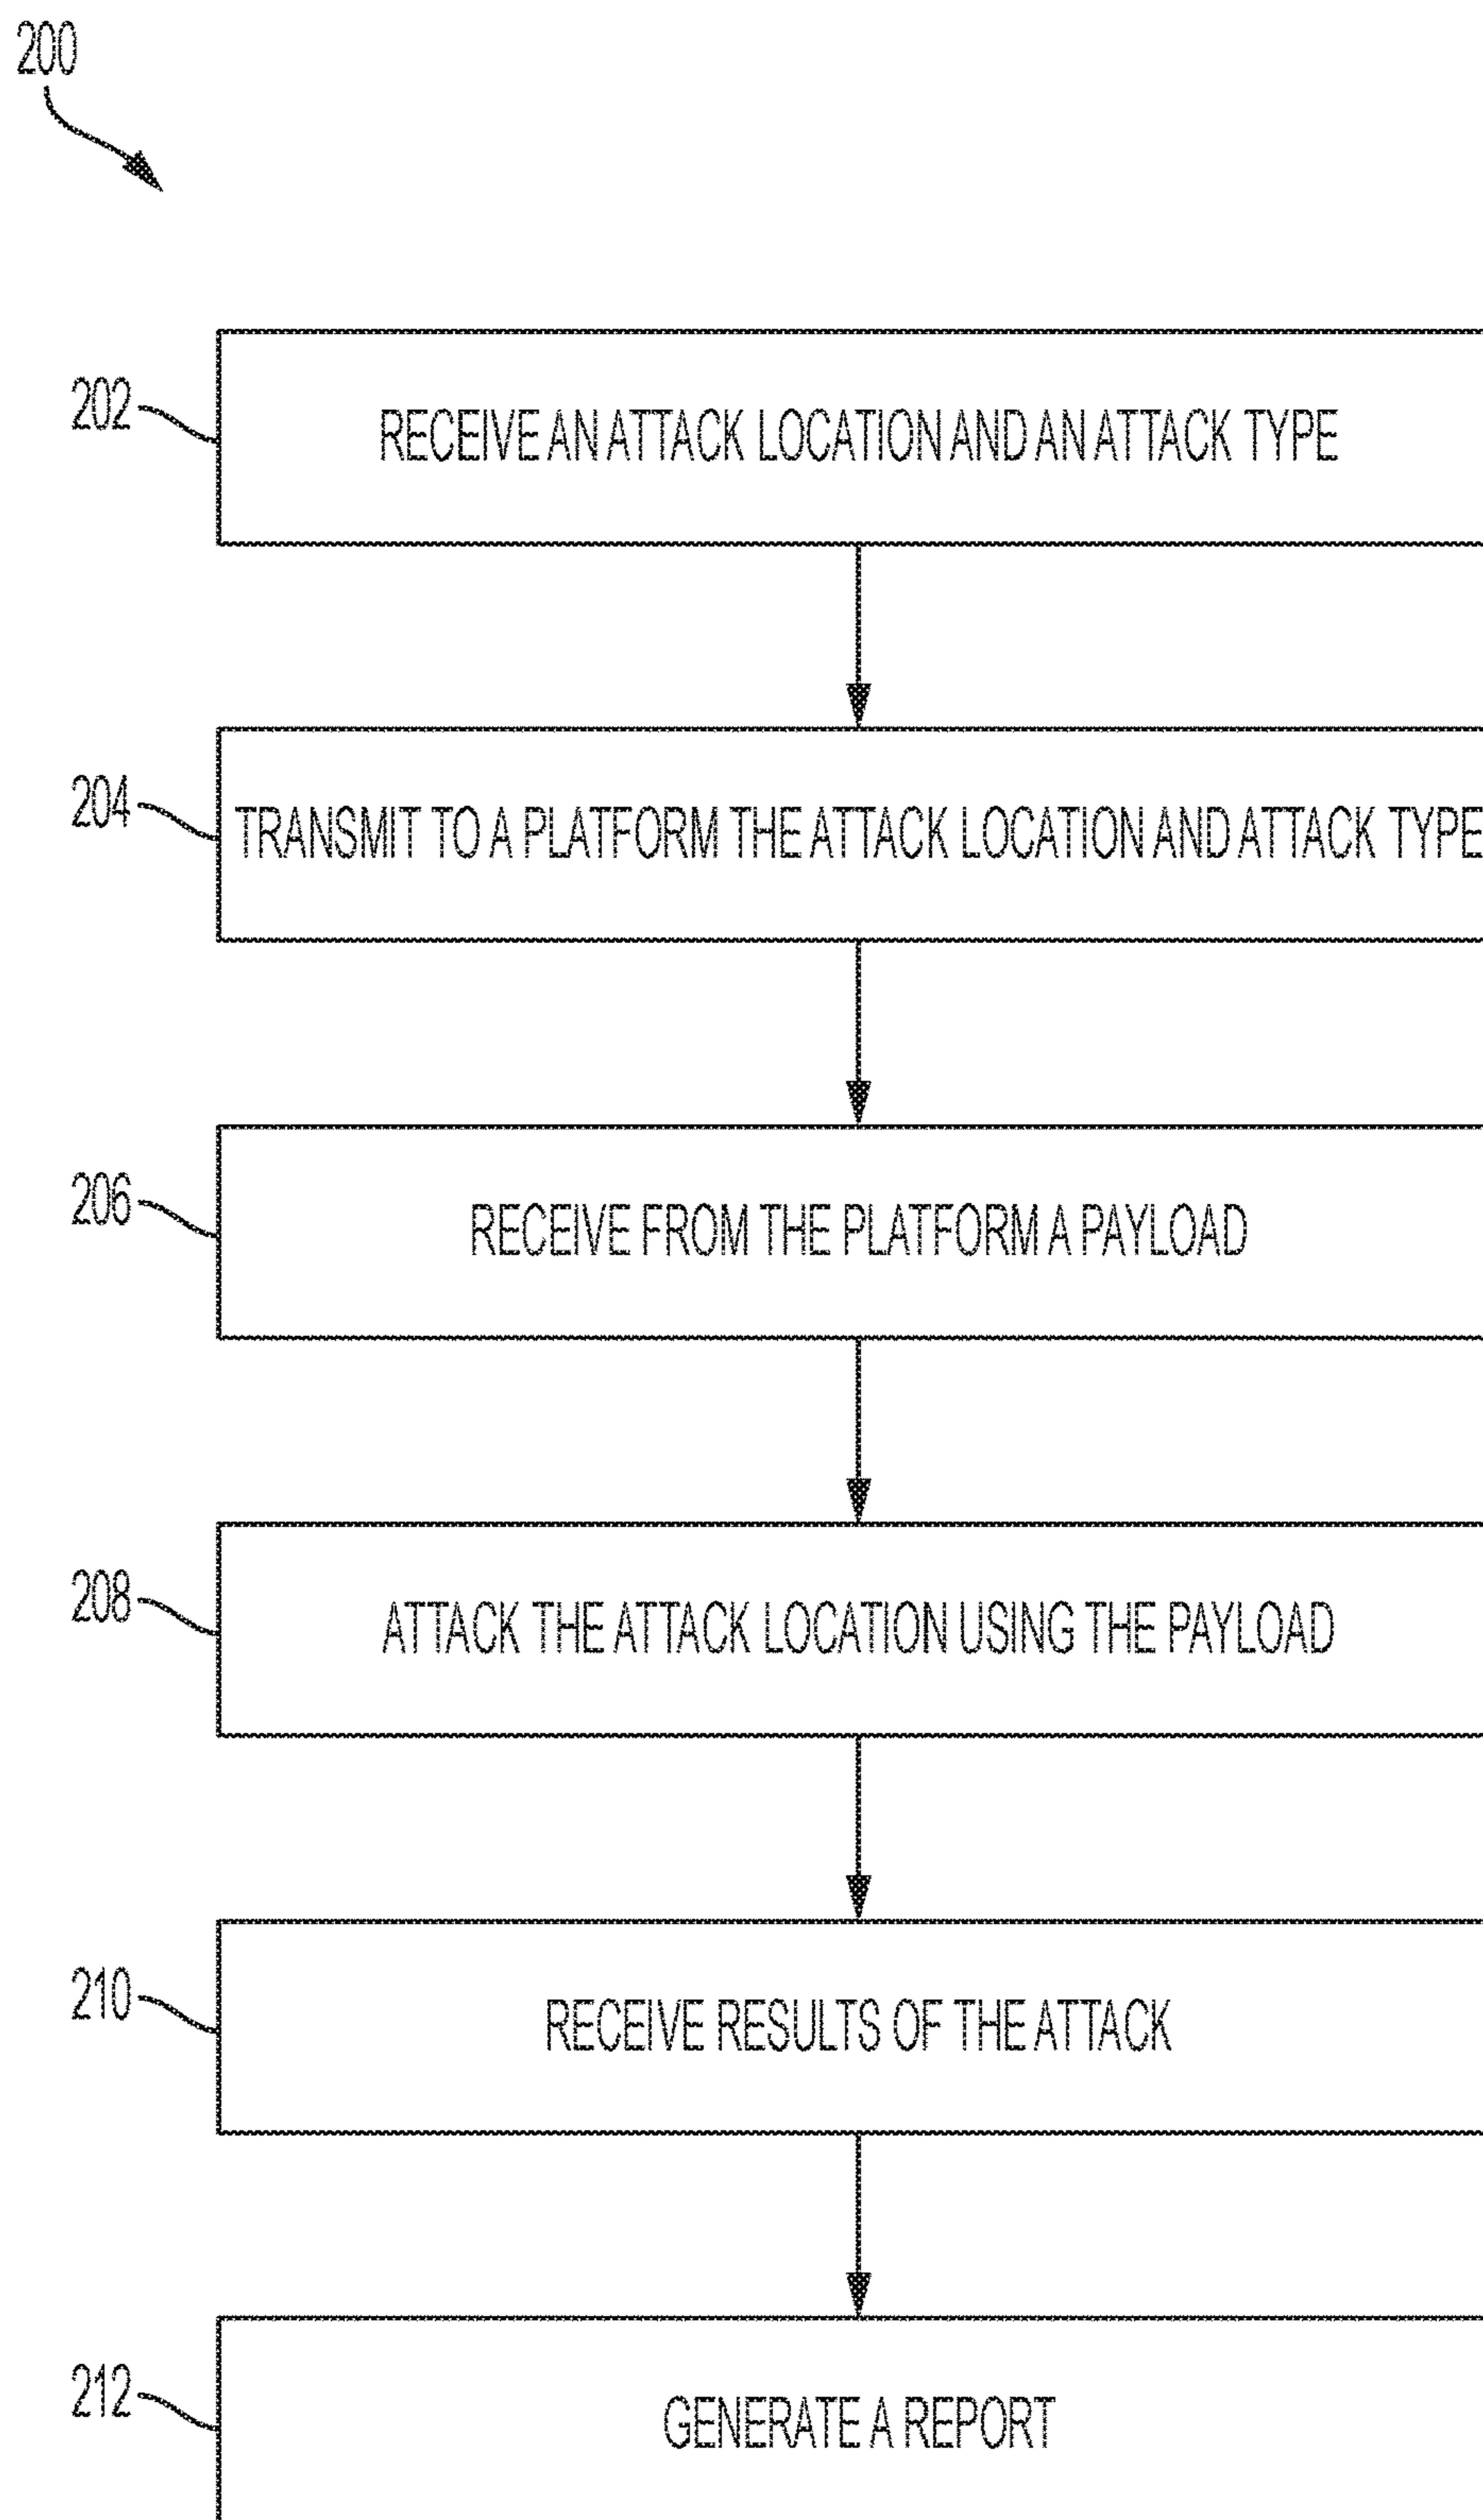 200
202
RECEIVE AN ATTACK LOCATION AND AN ATTACK TYPE
204
TRANSMIT TO A PLATFORM THE ATTACK LOCATION AND ATTACK TYPE
206
RECEIVE FROM THE PLATFORM A PAYLOAD
208
ATTACK THE ATTACK LOCATION USING THE PAYLOAD
210
RECEIVE RESULTS OF THE ATTACK
212
GENERATE A REPORT